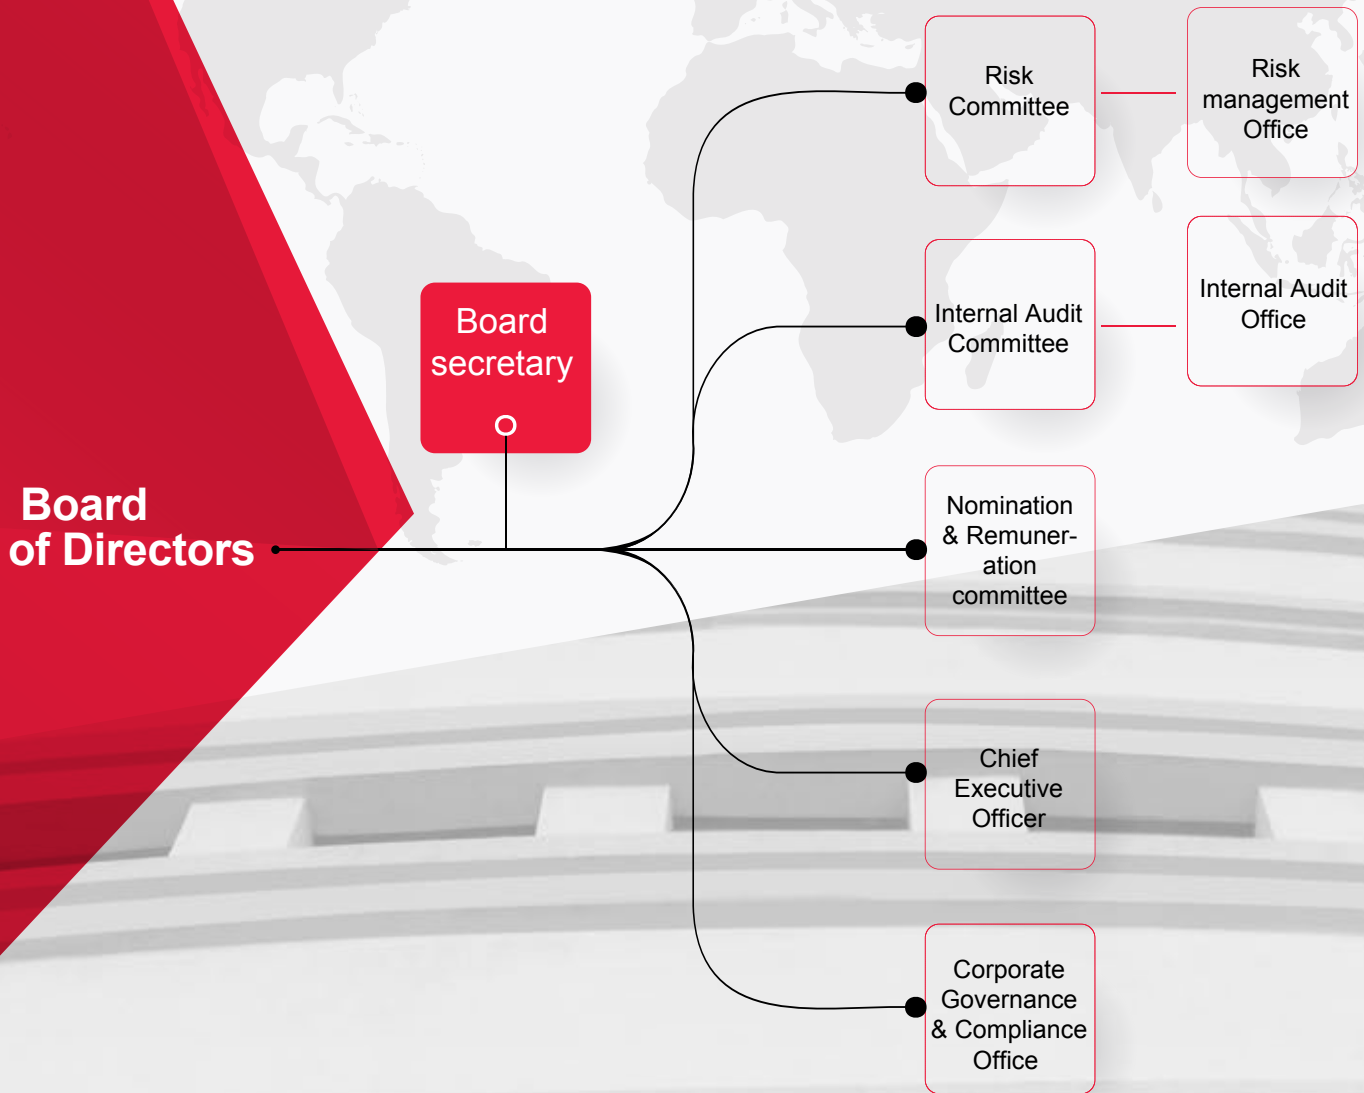 Board
of Directors
Board
secretary
Risk
Committee
Risk
management
Office
Internal Audit
Committee
Internal Audit
Office
Nomination
& Remuner-
ation
committee
Chief
Executive
Officer
Corporate
Governance
& Compliance
Office